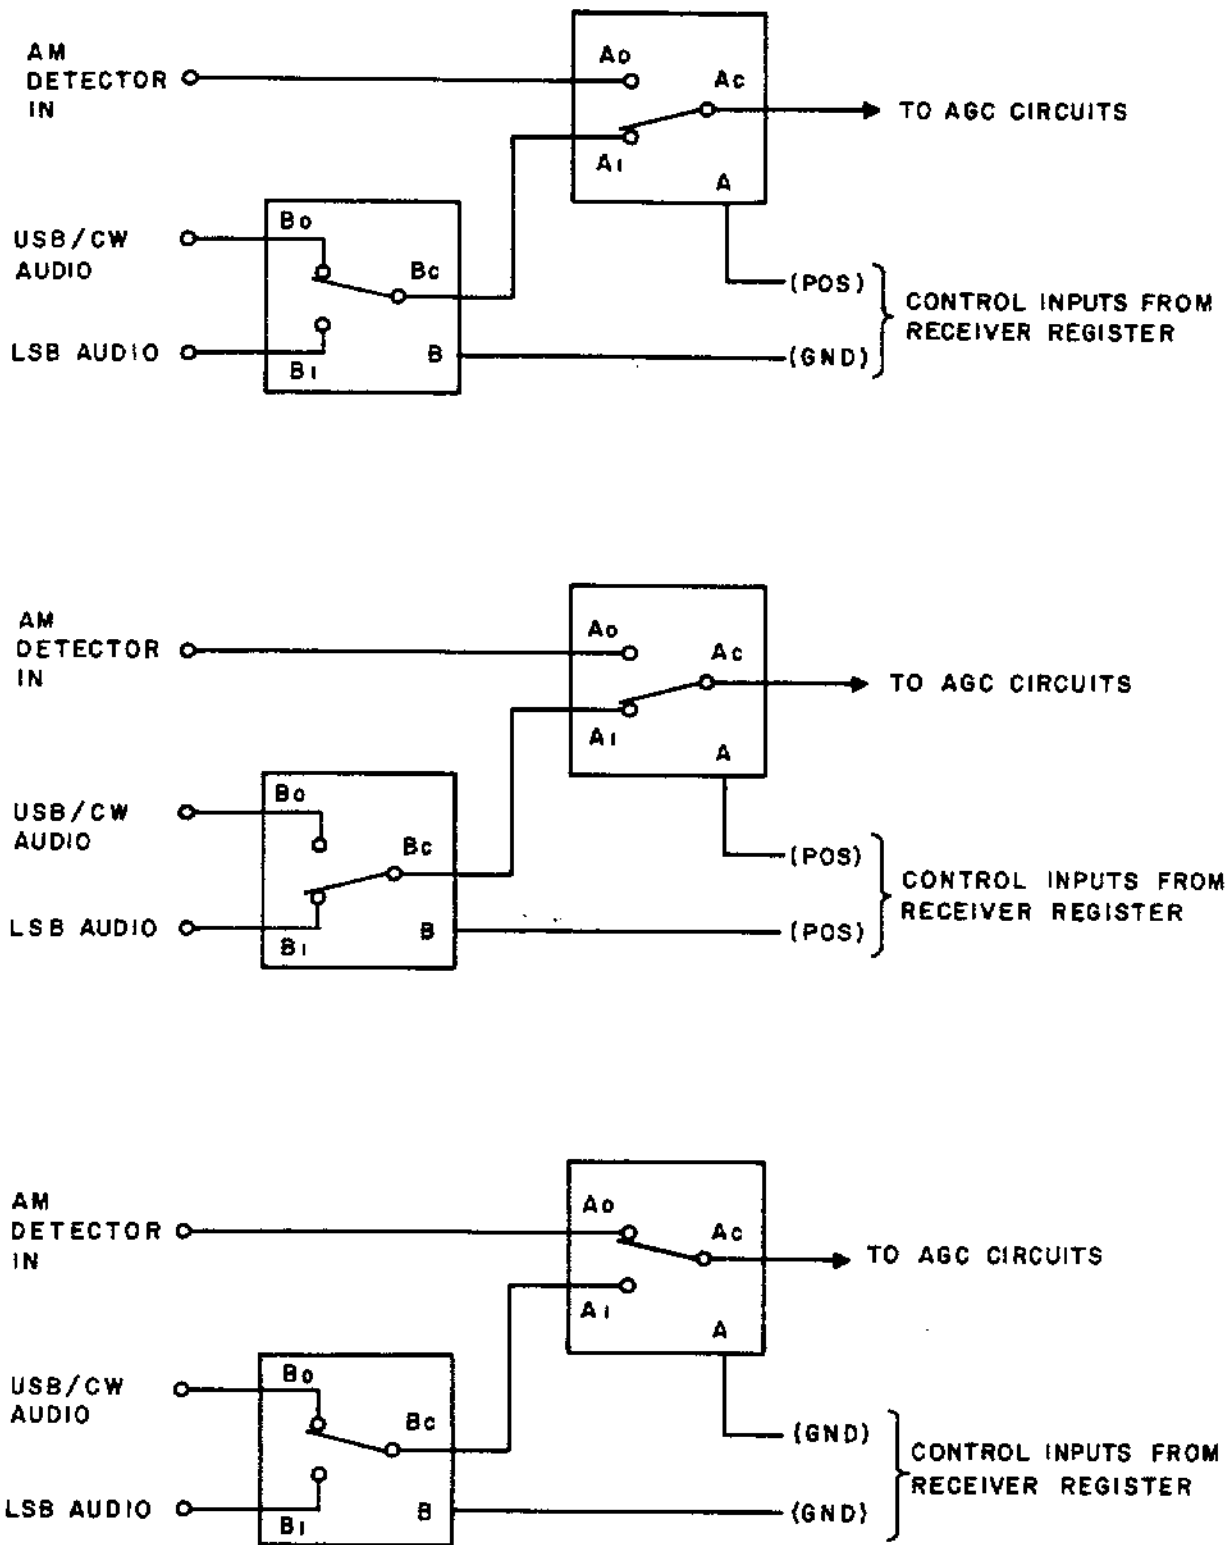 AM
DETECTOR
IN
Ao
Ac
TO AGC CIRCUITS
A1
A
USB/CW
AUDIO
Bo
Bc
LSB AUDIO
B1
B
(POS)
(GND)
CONTROL INPUTS FROM
RECEIVER REGISTER
AM
DETECTOR
IN
Ao
Ac
TO AGC CIRCUITS
A1
A
USB/CW
AUDIO
Bo
Bc
LSB AUDIO
B1
B
(POS)
(POS)
CONTROL INPUTS FROM
RECEIVER REGISTER
AM
DETECTOR
IN
Ao
Ac
TO AGC CIRCUITS
A1
A
USB/CW
AUDIO
Bo
Bc
LSB AUDIO
B1
B
(GND)
(GND)
CONTROL INPUTS FROM
RECEIVER REGISTER